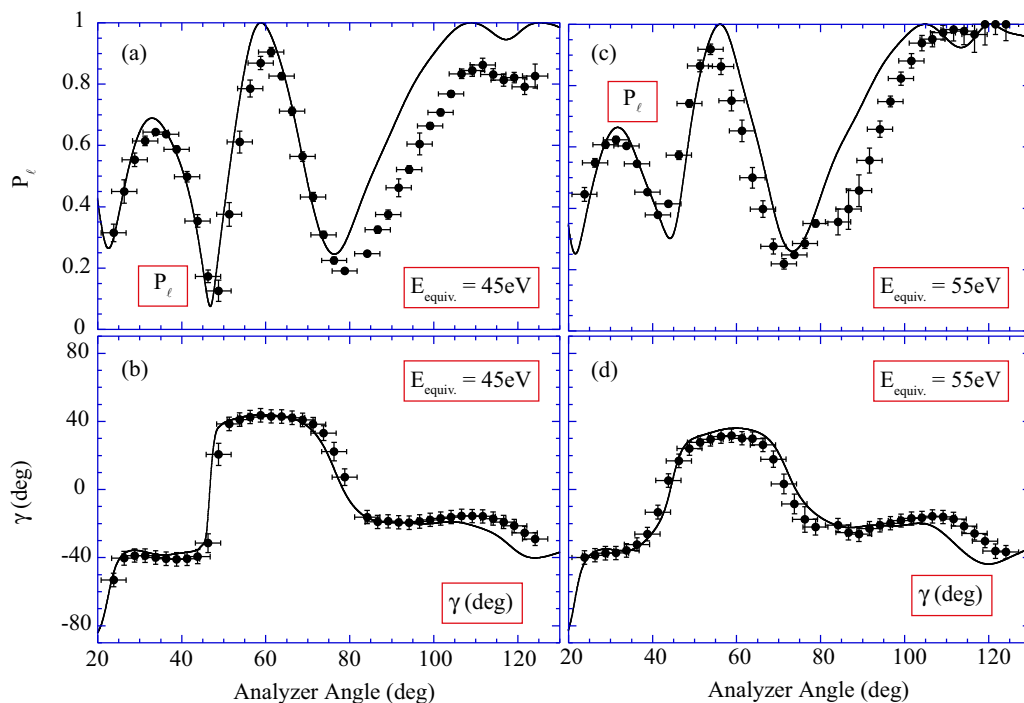 1
(a)
(c)
0.8
P_ℓ
0.6
P_ℓ
0.4
0.2
P_ℓ
E_equiv. = 45eV
E_equiv. = 55eV
0
80
(b)
E_equiv. = 45eV
(d)
E_equiv. = 55eV
40
γ (deg)
0
-40
γ (deg)
γ (deg)
-80
20 40 60 80 100 120
20 40 60 80 100 120
Analyzer Angle (deg)
Analyzer Angle (deg)